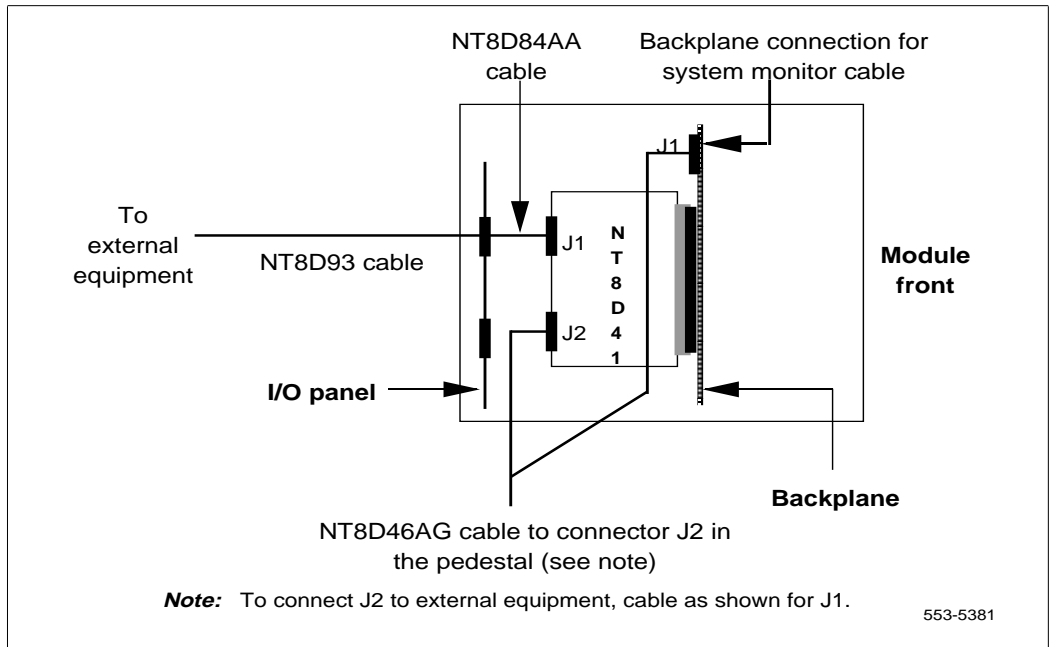 NT8D84AA
cable
Backplane connection for
system monitor cable
J1
To
external
equipment
NT8D93 cable
J1
N
T
8
D
4
1
J2
Module
front
I/O panel
Backplane
NT8D46AG cable to connector J2 in
the pedestal (see note)
Note: To connect J2 to external equipment, cable as shown for J1.
553-5381